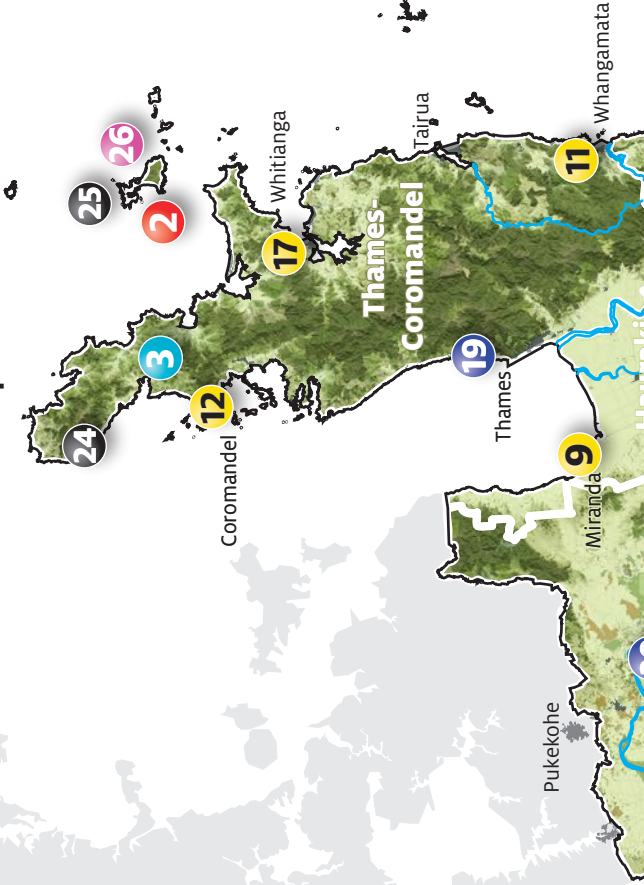 26
25
2
Whitianga
17
Tairua
Whangamata
11
Thames-
Coromandel
3
12
24
Coromandel
19
Thames
9
Miranda
Pukekohe